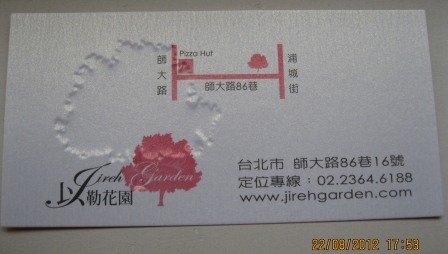 Pizza Hut
師大路
浦城街
師大路86巷
Jireh Garden
以勒花園
台北市 師大路86巷16號
定位專線：02.2364.6188
www.jirehgarden.com
22/09/2012 17:53